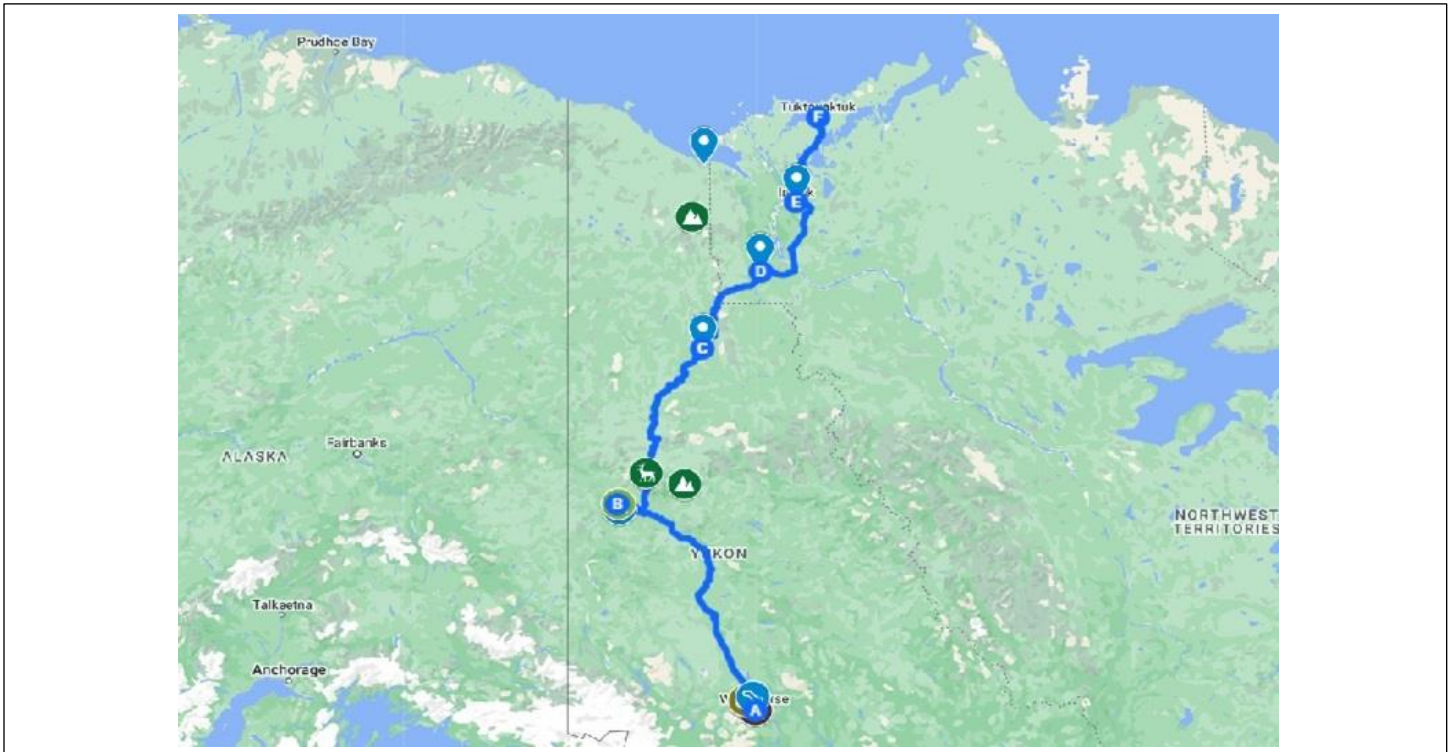 Prudhoe Bay
Tuktoyaktuk
F
E
D
C
Fairbanks
ALASKA
B
NORTHWEST
TERRITORIES
YUKON
Talkeetna
Anchorage
A